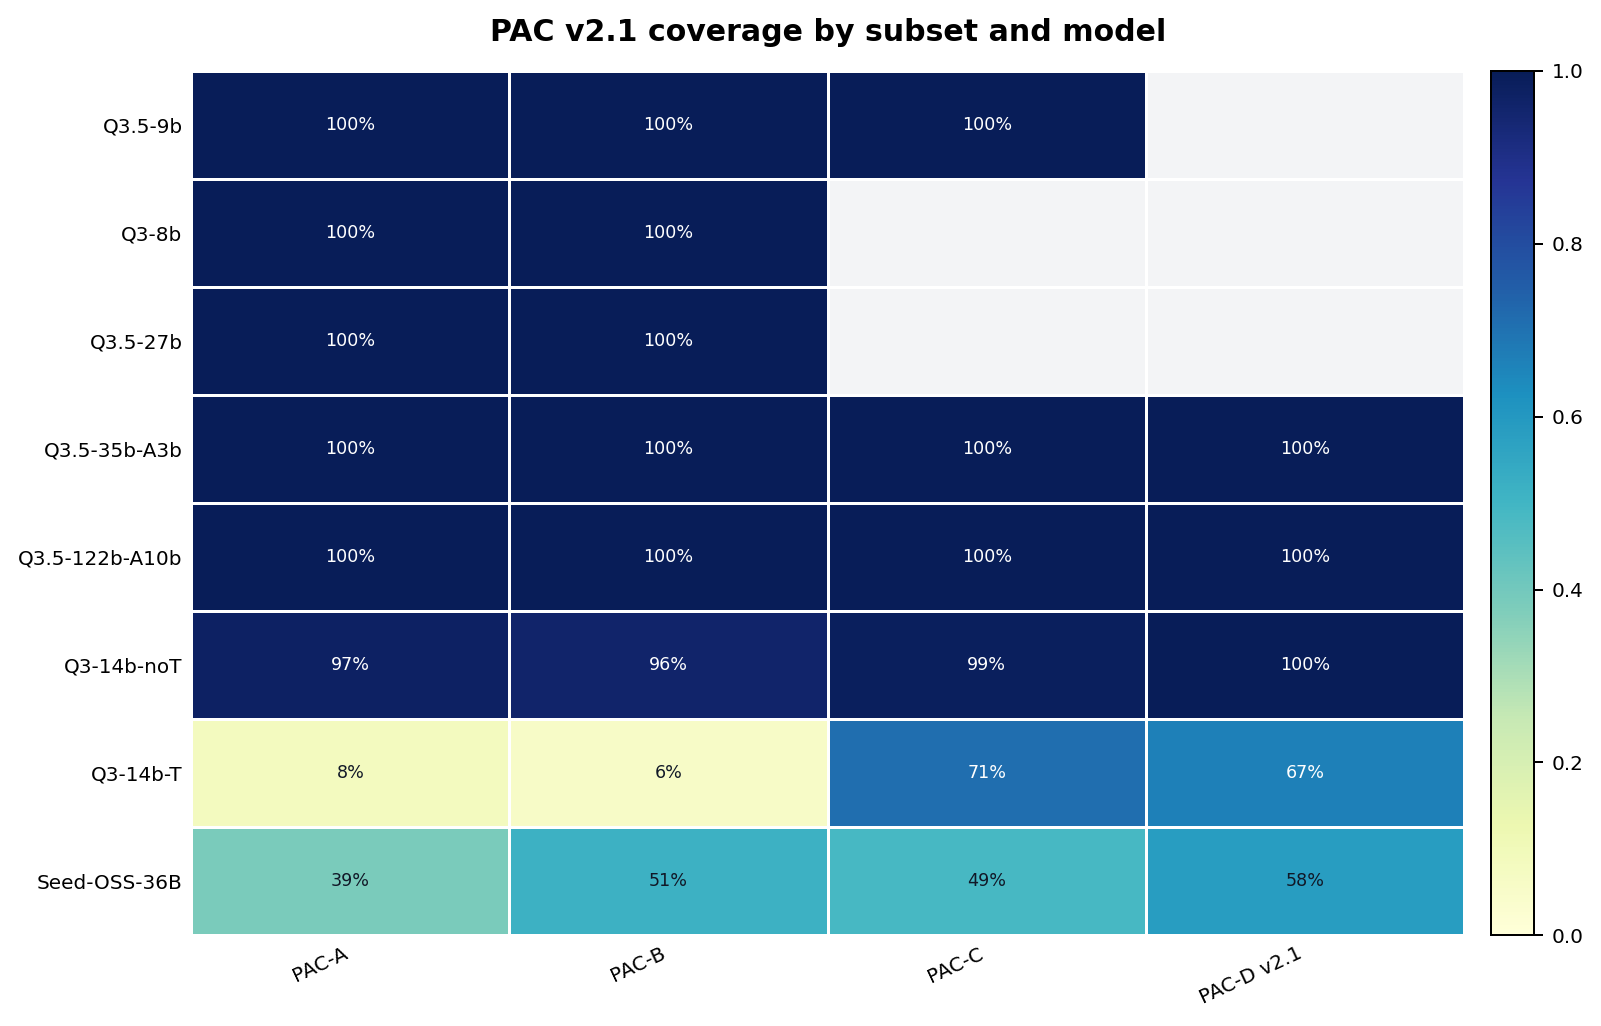 PAC v2.1 coverage by subset and model
Q3.5-9b 100% 100% 100%
Q3-8b 100% 100%
Q3.5-27b 100% 100%
Q3.5-35b-A3b 100% 100% 100% 100%
Q3.5-122b-A10b 100% 100% 100% 100%
Q3-14b-noT 97% 96% 99% 100%
Q3-14b-T 8% 6% 71% 67%
Seed-OSS-36B 39% 51% 49% 58%
PAC-A PAC-B PAC-C PAC-D v2.1
1.0
0.8
0.6
0.4
0.2
0.0